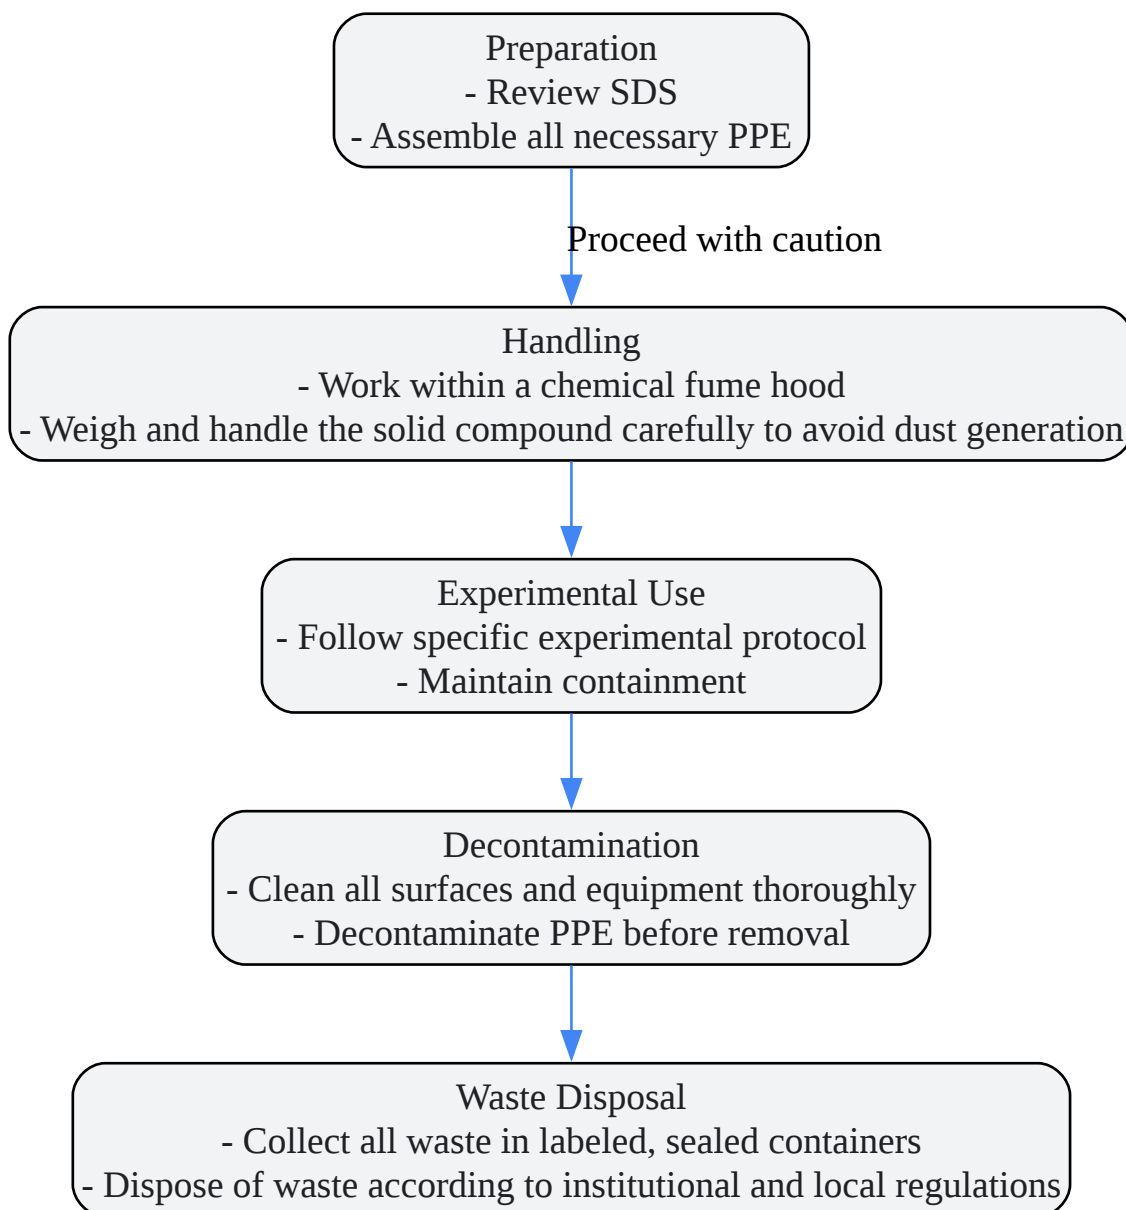 Preparation
- Review SDS
- Assemble all necessary PPE
Proceed with caution
Handling
- Work within a chemical fume hood
- Weigh and handle the solid compound carefully to avoid dust generation
Experimental Use
- Follow specific experimental protocol
- Maintain containment
Decontamination
- Clean all surfaces and equipment thoroughly
- Decontaminate PPE before removal
Waste Disposal
- Collect all waste in labeled, sealed containers
- Dispose of waste according to institutional and local regulations